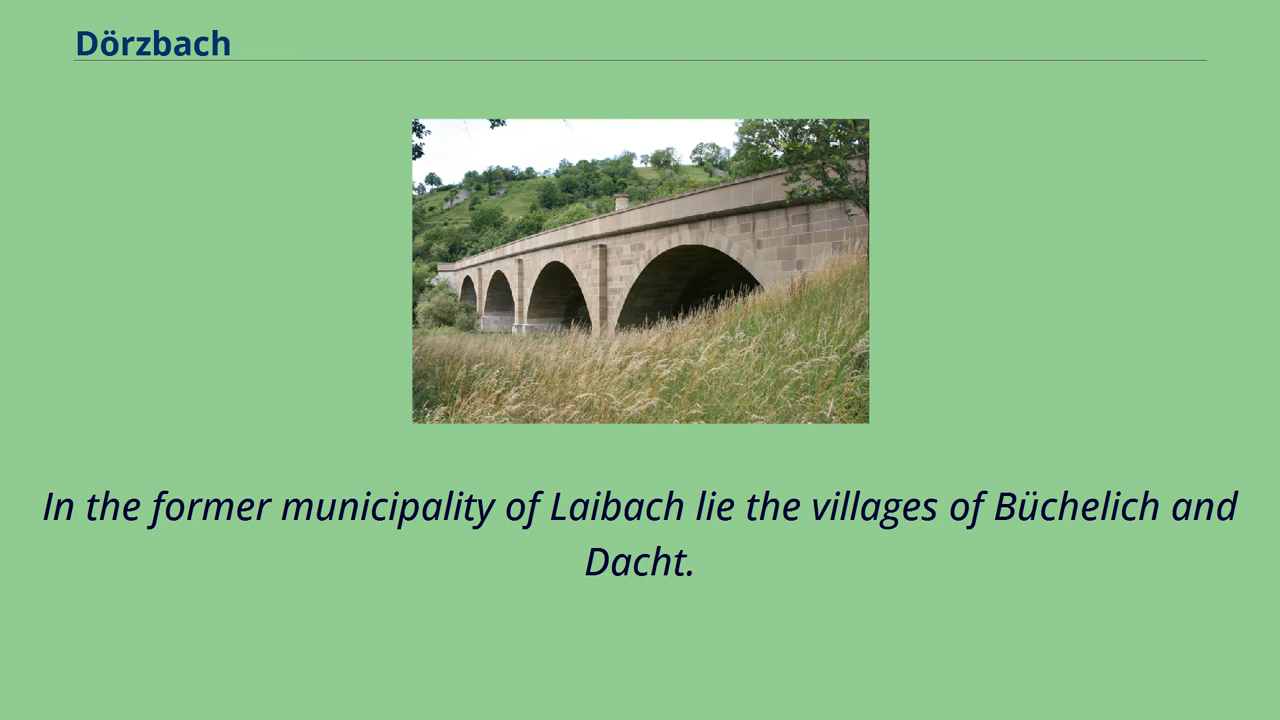 Dörzbach
In the former municipality of Laibach lie the villages of Büchelich and
Dacht.